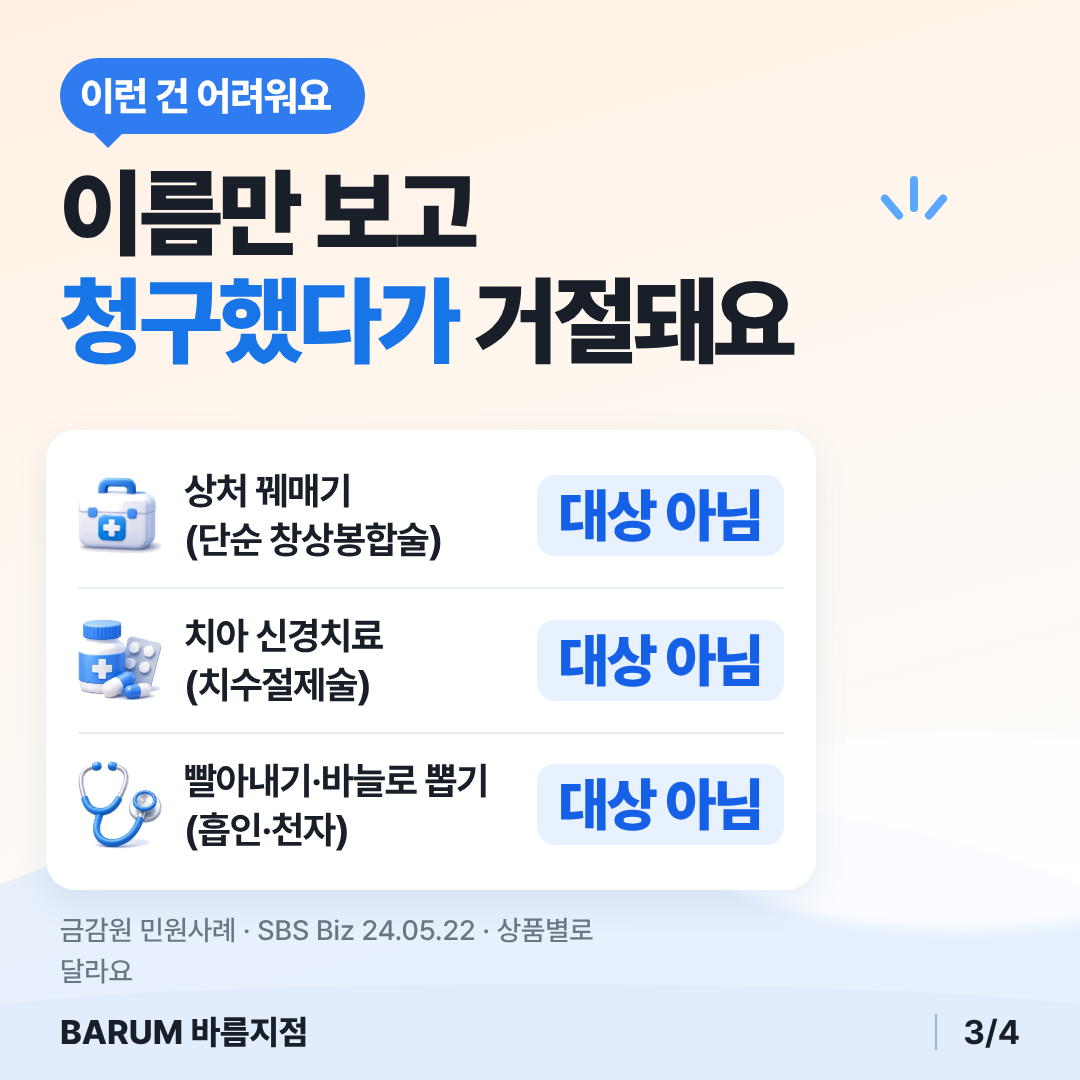 이런 건 어려워요
이름만 보고
청구했다가 거절돼요
상처 꿰매기
(단순 창상봉합술)
대상 아님
치아 신경치료
(치수절제술)
대상 아님
빨아내기·바늘로 뽑기
(흡인·천자)
대상 아님
금감원 민원사례 · SBS Biz 24.05.22 · 상품별로
달라요
BARUM 바름지점
3/4